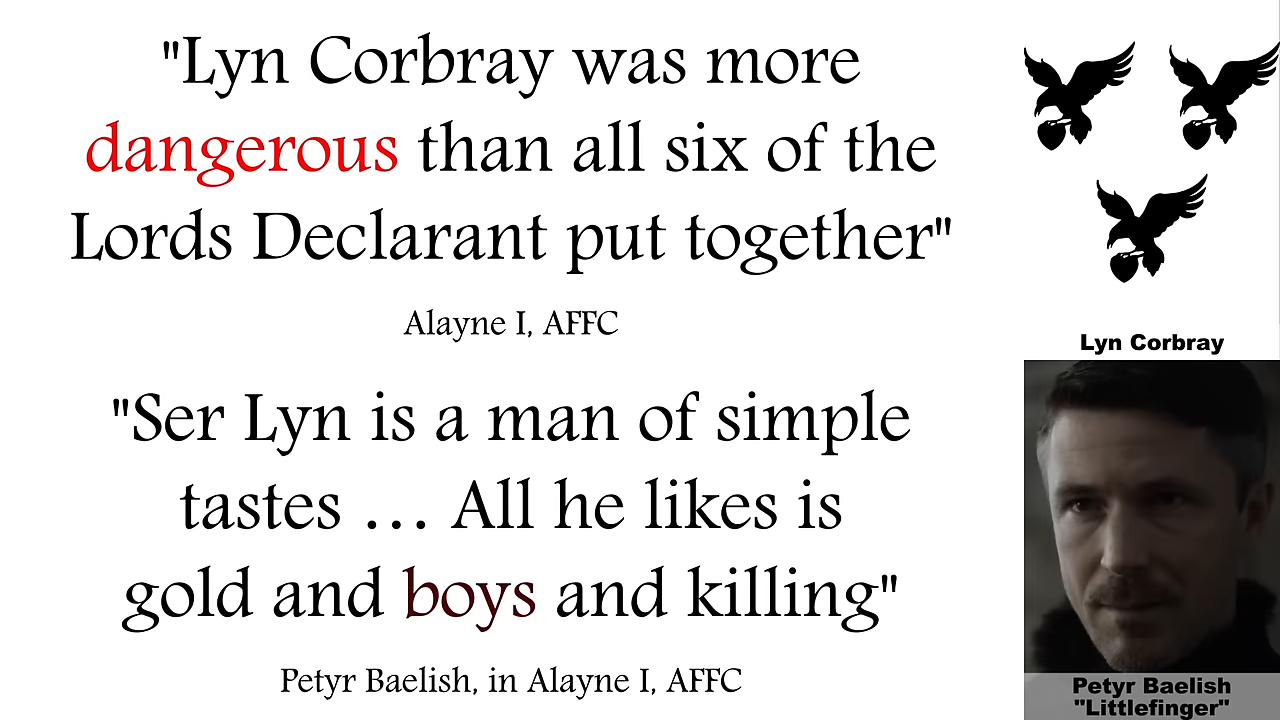 "Lyn Corbray was more
dangerous than all six of the
Lords Declarant put together"
Alayne I, AFFC
"Ser Lyn is a man of simple
tastes … All he likes is
gold and boys and killing"
Petyr Baelish, in Alayne I, AFFC
Lyn Corbray
Petyr Baelish
"Littlefinger"